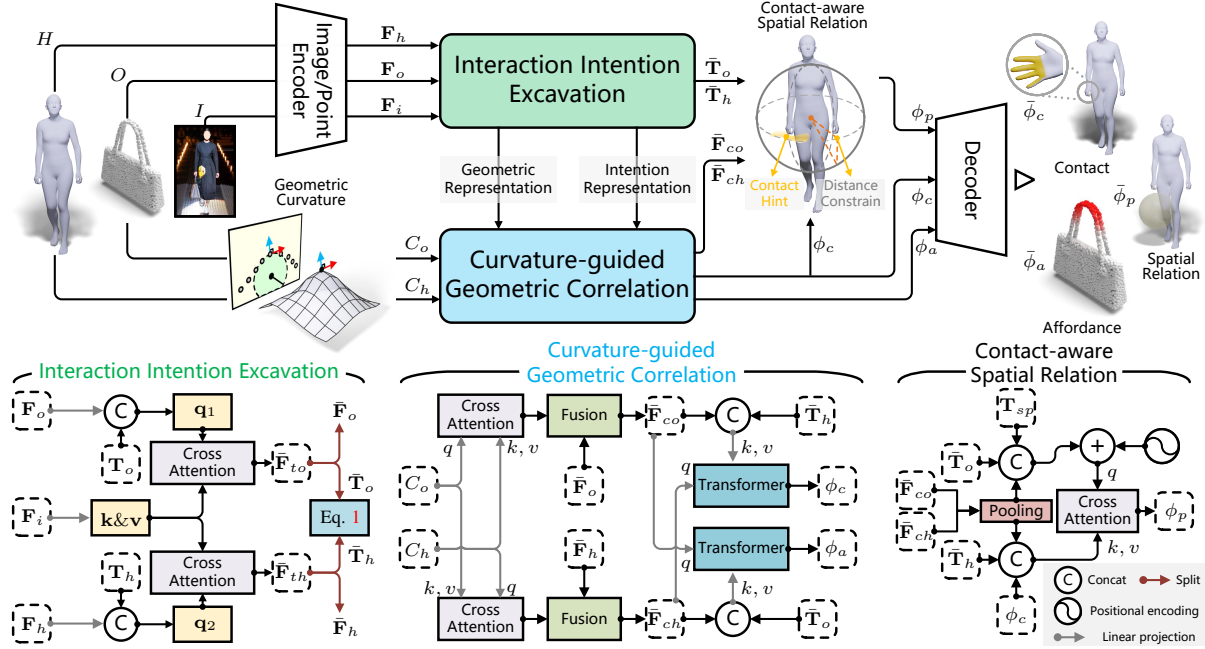 H
O
I
Image/Point
Encoder
F_h
F_o
F_i
Interaction Intention
Excavation
T̄_o
T̄_h
Contact-aware
Spatial Relation
Contact
Hint
Distance
Constrain
Geometric
Representation
Intention
Representation
F̄_co
F̄_ch
Geometric
Curvature
C_o
C_h
Curvature-guided
Geometric Correlation
ϕ_c
ϕ_p
ϕ_c
ϕ_a
Decoder
ϕ̄_c
Contact
ϕ̄_p
Spatial
Relation
ϕ̄_a
Affordance
Interaction Intention Excavation
F_o
C
q1
T_o
Cross
Attention
F̄_to
F̄_o
T̄_o
F_i
k&v
Eq. 1
T_h
Cross
Attention
F̄_th
T̄_h
F_h
C
q2
F̄_h
Curvature-guided
Geometric Correlation
Cross
Attention
Fusion
F̄_co
C
T̄_h
q
k, v
k, v
C_o
F̄_o
q
Transformer
ϕ_c
C_h
F̄_h
Transformer
ϕ_a
q
k, v
q
k, v
Cross
Attention
Fusion
F̄_ch
C
T̄_o
Contact-aware
Spatial Relation
T_sp
T̄_o
C
+
q
F̄_co
F̄_ch
Pooling
Cross
Attention
ϕ_p
T̄_h
C
k, v
ϕ_c
C
Concat
Split
Positional encoding
Linear projection